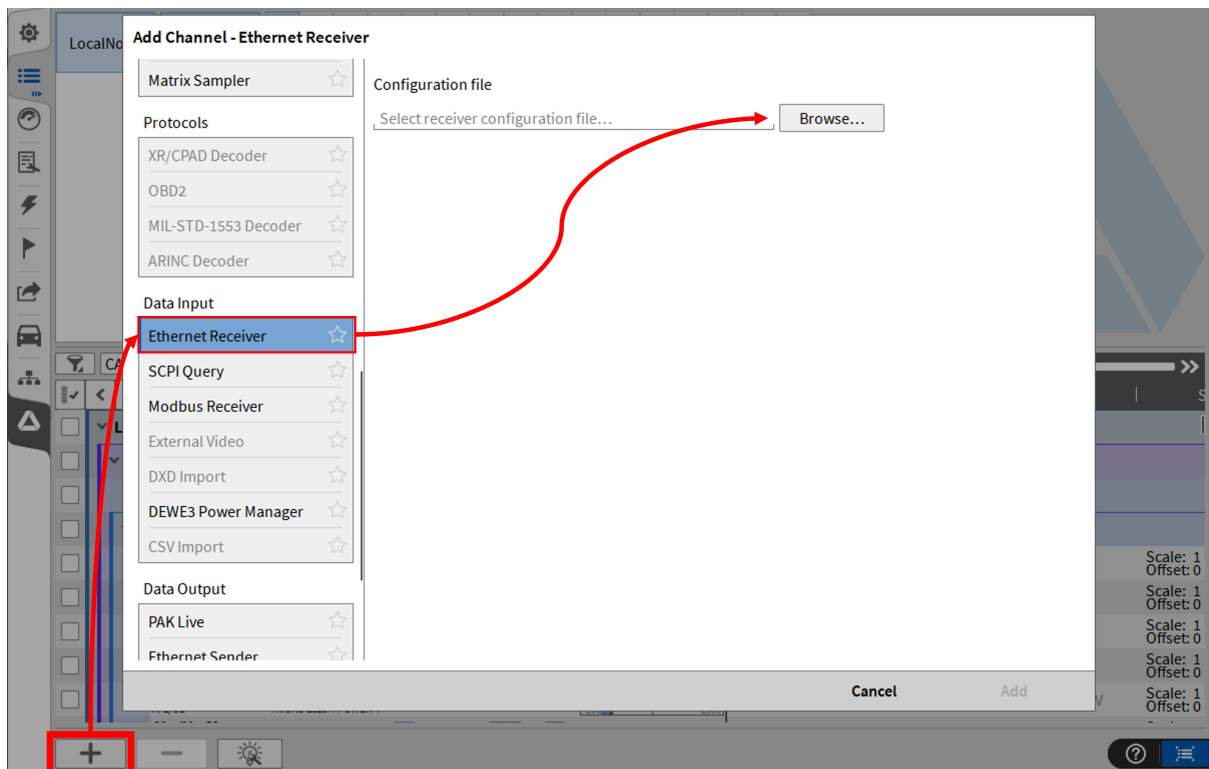 LocalNo
Add Channel - Ethernet Receiver
Matrix Sampler
Configuration file
Select receiver configuration file...
Browse...
Protocols
XR/CPAD Decoder
OBD2
MIL-STD-1553 Decoder
ARINC Decoder
Data Input
Ethernet Receiver
SCPI Query
Modbus Receiver
External Video
DXD Import
DEWE3 Power Manager
CSV Import
Data Output
PAK Live
Ethernet Sender
CA
S
L
Scale: 1
Offset: 0
Scale: 1
Offset: 0
Scale: 1
Offset: 0
Scale: 1
Offset: 0
Scale: 1
Offset: 0
Cancel
Add